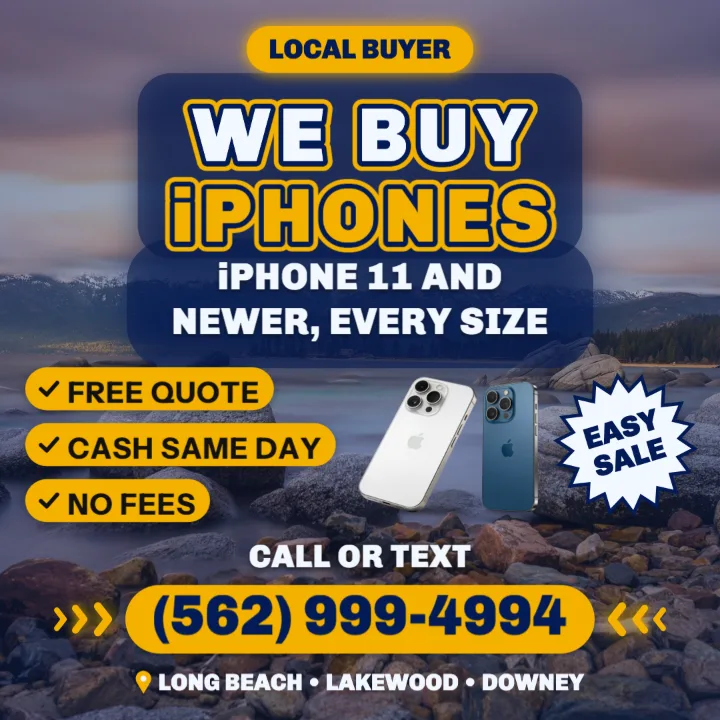 LOCAL BUYER
WE BUY
iPHONES
iPHONE 11 AND
NEWER, EVERY SIZE
✓ FREE QUOTE
✓ CASH SAME DAY
✓ NO FEES
EASY
SALE
CALL OR TEXT
(562) 999-4994
LONG BEACH • LAKEWOOD • DOWNEY